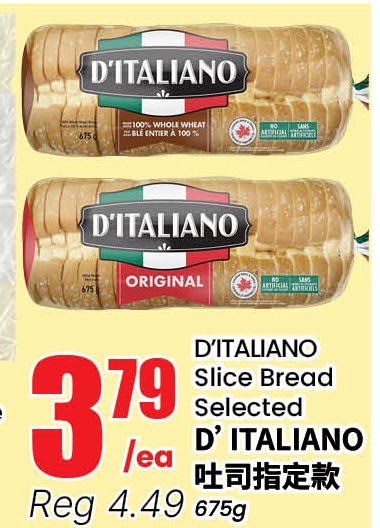 D'ITALIANO
100% WHOLE WHEAT
BLÉ ENTIER À 100 %
675 g
NO ARTIFICIAL
SANS ARTIFICIELS
D'ITALIANO
ORIGINAL
675 g
NO ARTIFICIAL
SANS ARTIFICIELS
3.79
/ea
Reg 4.49
D'ITALIANO
Slice Bread
Selected
D’ ITALIANO
吐司指定款
675g